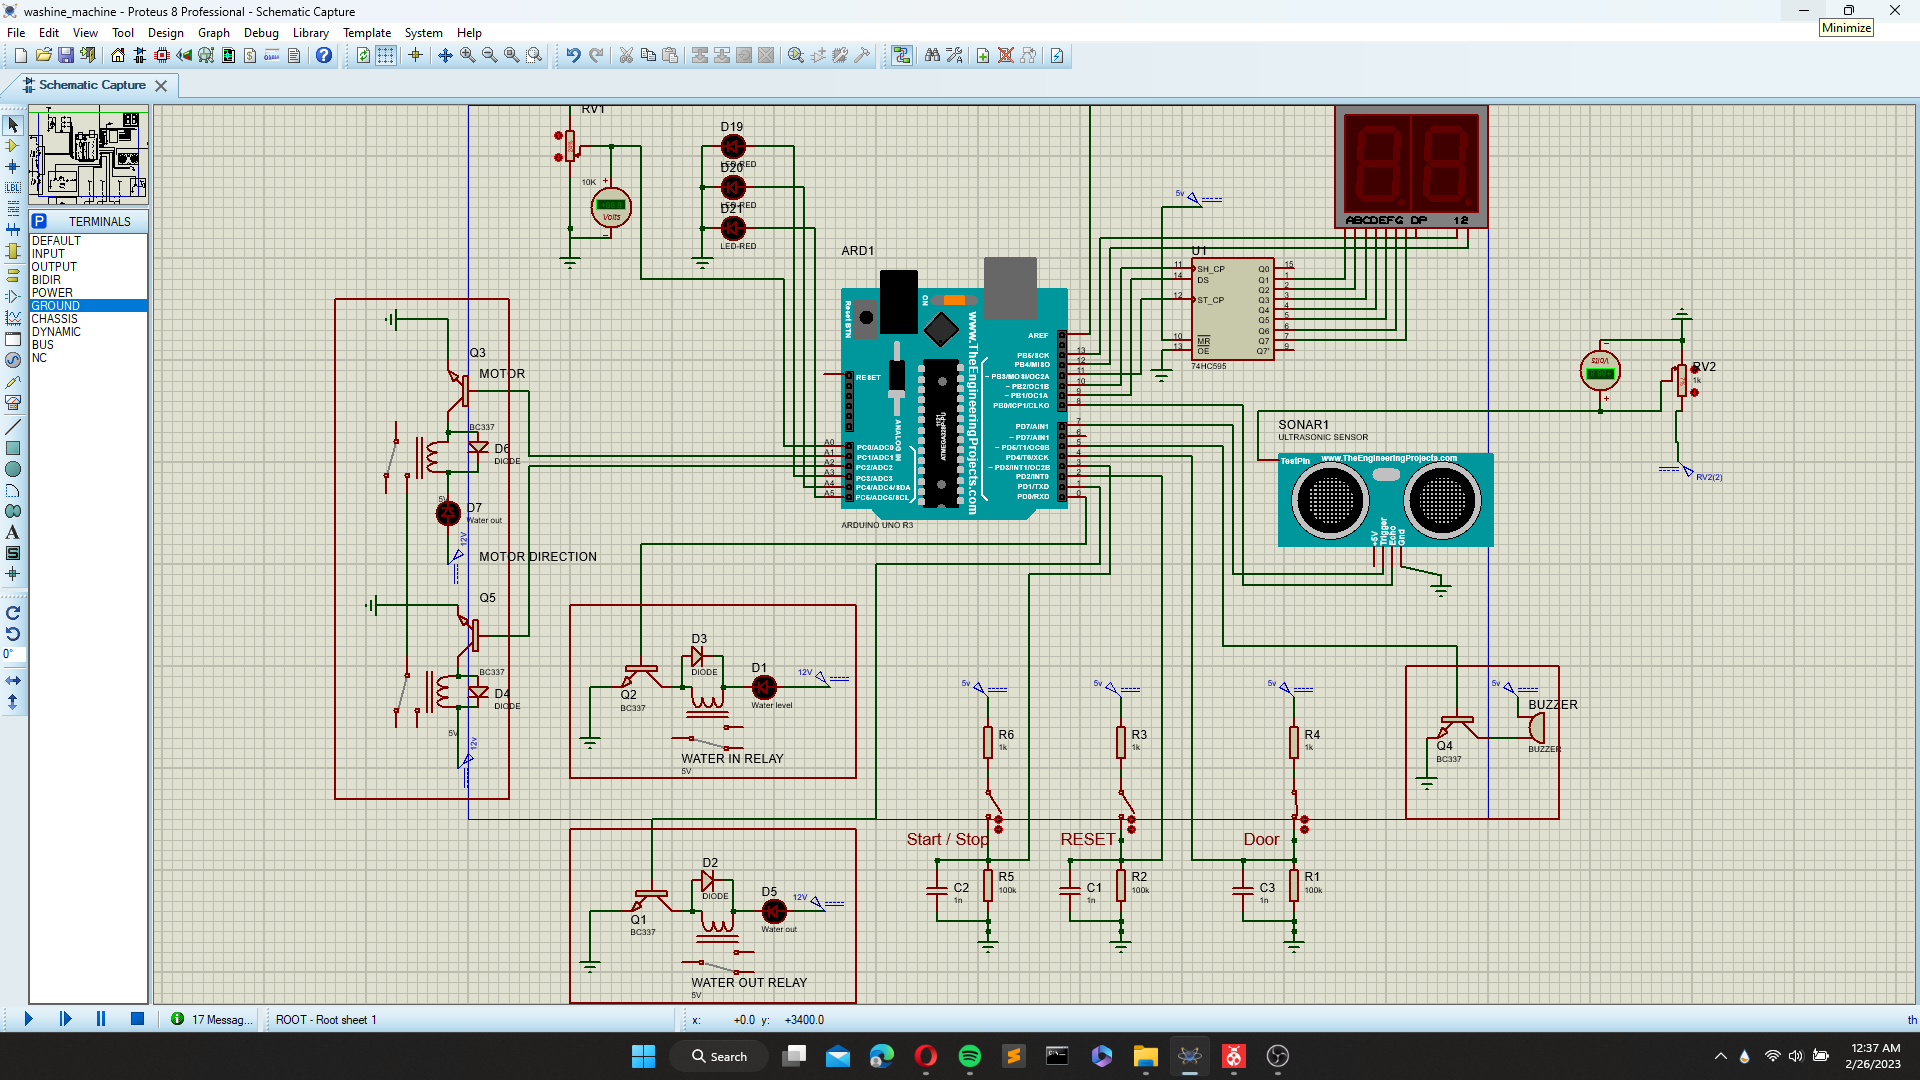 washine_machine - Proteus 8 Professional - Schematic Capture
File Edit View Tool Design Graph Debug Library Template System Help
Minimize
Schematic Capture
P TERMINALS
DEFAULT
INPUT
OUTPUT
BIDIR
POWER
GROUND
CHASSIS
DYNAMIC
BUS
NC
LBL
A
S
0°
RV1
10K
Volts
D19
LED-RED
D20
LED-RED
D21
LED-RED
ARD1
Reset BTN
ON
www.TheEngineeringProjects.com
ANALOG IN
ATMEGA328P-PU
1121
RESET
A0 PC0/ADC0
A1 PC1/ADC1
A2 PC2/ADC2
A3 PC3/ADC3
A4 PC4/ADC4/SDA
A5 PC5/ADC5/SCL
AREF
PB5/SCK 13
PB4/MISO 12
~ PB3/MOSI/OC2A 11
~ PB2/OC1B 10
~ PB1/OC1A 9
PB0/ICP1/CLKO 8
PD7/AIN1 7
~ PD7/AIN1 6
~ PD5/T1/OC0B 5
PD4/T0/XCK 4
~ PD3/INT1/OC2B 3
PD2/INT0 2
PD1/TXD 1
PD0/RXD 0
ARDUINO UNO R3
5v
U1
11 SH_CP
14 DS
12 ST_CP
10 MR
13 OE
Q0 15
Q1 1
Q2 2
Q3 3
Q4 4
Q5 5
Q6 6
Q7 7
Q7' 9
74HC595
ABCDEFG DP 12
Volts
RV2
1k
RV2(2)
SONAR1
ULTRASONIC SENSOR
TestPin www.TheEngineeringProjects.com
+5V
Trigger
Echo
Gnd
Q3
MOTOR
BC337
D6
DIODE
5V
D7
Water out
12V
MOTOR DIRECTION
Q5
BC337
D4
DIODE
5V
12v
D3
DIODE
D1
12V
Water level
Q2
BC337
WATER IN RELAY
5V
D2
DIODE
D5
12V
Water out
Q1
BC337
WATER OUT RELAY
5V
5v
R6
1k
Start / Stop
C2
1n
R5
100k
5v
R3
1k
RESET
C1
1n
R2
100k
5v
R4
1k
Door
C3
1n
R1
100k
5v
BUZZER
Q4
BC337
BUZZER
17 Messag...
ROOT - Root sheet 1
x: +0.0 y: +3400.0
th
Search
12:37 AM
2/26/2023